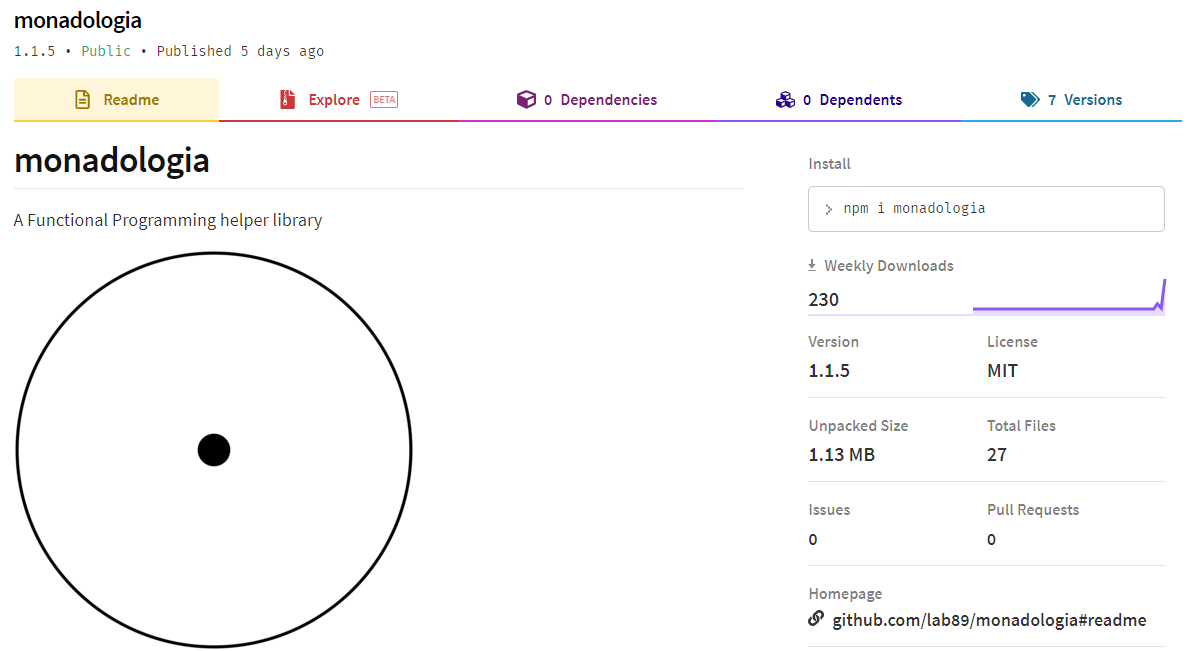 monadologia
1.1.5 • Public • Published 5 days ago
Readme
Explore BETA
0 Dependencies
0 Dependents
7 Versions
monadologia
A Functional Programming helper library
Install
> npm i monadologia
Weekly Downloads
230
Version
License
1.1.5
MIT
Unpacked Size
Total Files
1.13 MB
27
Issues
Pull Requests
0
0
Homepage
github.com/lab89/monadologia#readme